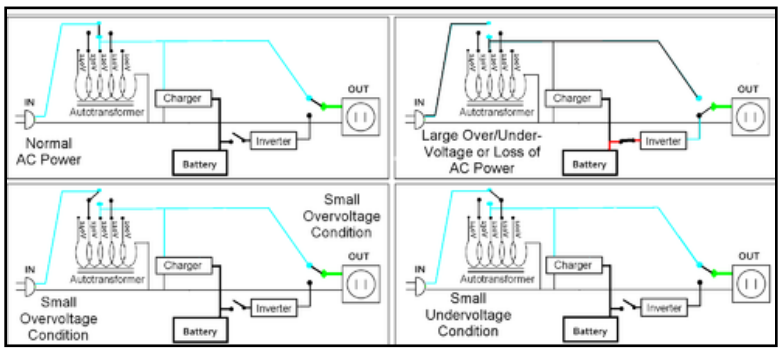 IN
Autotransformer
Charger
OUT
Inverter
Battery
Normal
AC Power
IN
Autotransformer
Charger
OUT
Inverter
Battery
Large Over/Under-
Voltage or Loss of
AC Power
Small
Overvoltage
Condition
IN
Autotransformer
Charger
OUT
Inverter
Battery
Small
Overvoltage
Condition
IN
Autotransformer
Charger
OUT
Inverter
Battery
Small
Undervoltage
Condition